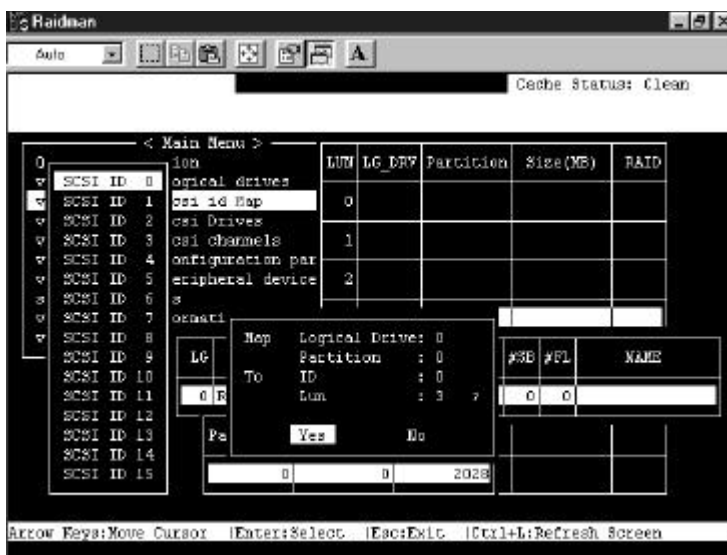 Raidman
Auto
A
Cache Status: Clean
< Main Menu >
ion
ogical drives
csi id Map
csi Drives
csi channels
onfiguration par
eripheral device
s
ormati
SCSI ID 0
SCSI ID 1
SCSI ID 2
SCSI ID 3
SCSI ID 4
SCSI ID 5
SCSI ID 6
SCSI ID 7
SCSI ID 8
SCSI ID 9
SCSI ID 10
SCSI ID 11
SCSI ID 12
SCSI ID 13
SCSI ID 14
SCSI ID 15
LUN LG_DRV Partition Size(MB) RAID
0
1
2
LG #SB #FL NAME
0 R 0 0
Map Logical Drive: 0
Partition : 0
To ID : 0
Lun : 3 ?
Yes No
Pa
0 0 2028
Arrow Keys:Move Cursor |Enter:Select |Esc:Exit |Ctrl+L:Refresh Screen